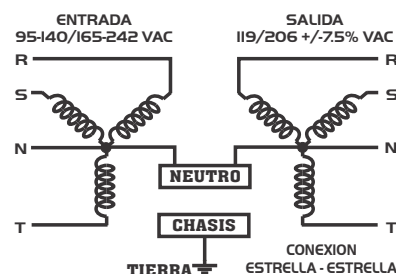 ENTRADA
95-140/165-242 VAC
SALIDA
119/206 +/-7.5% VAC
R
R
S
S
N
N
NEUTRO
T
T
CHASIS
TIERRA
CONEXION
ESTRELLA - ESTRELLA